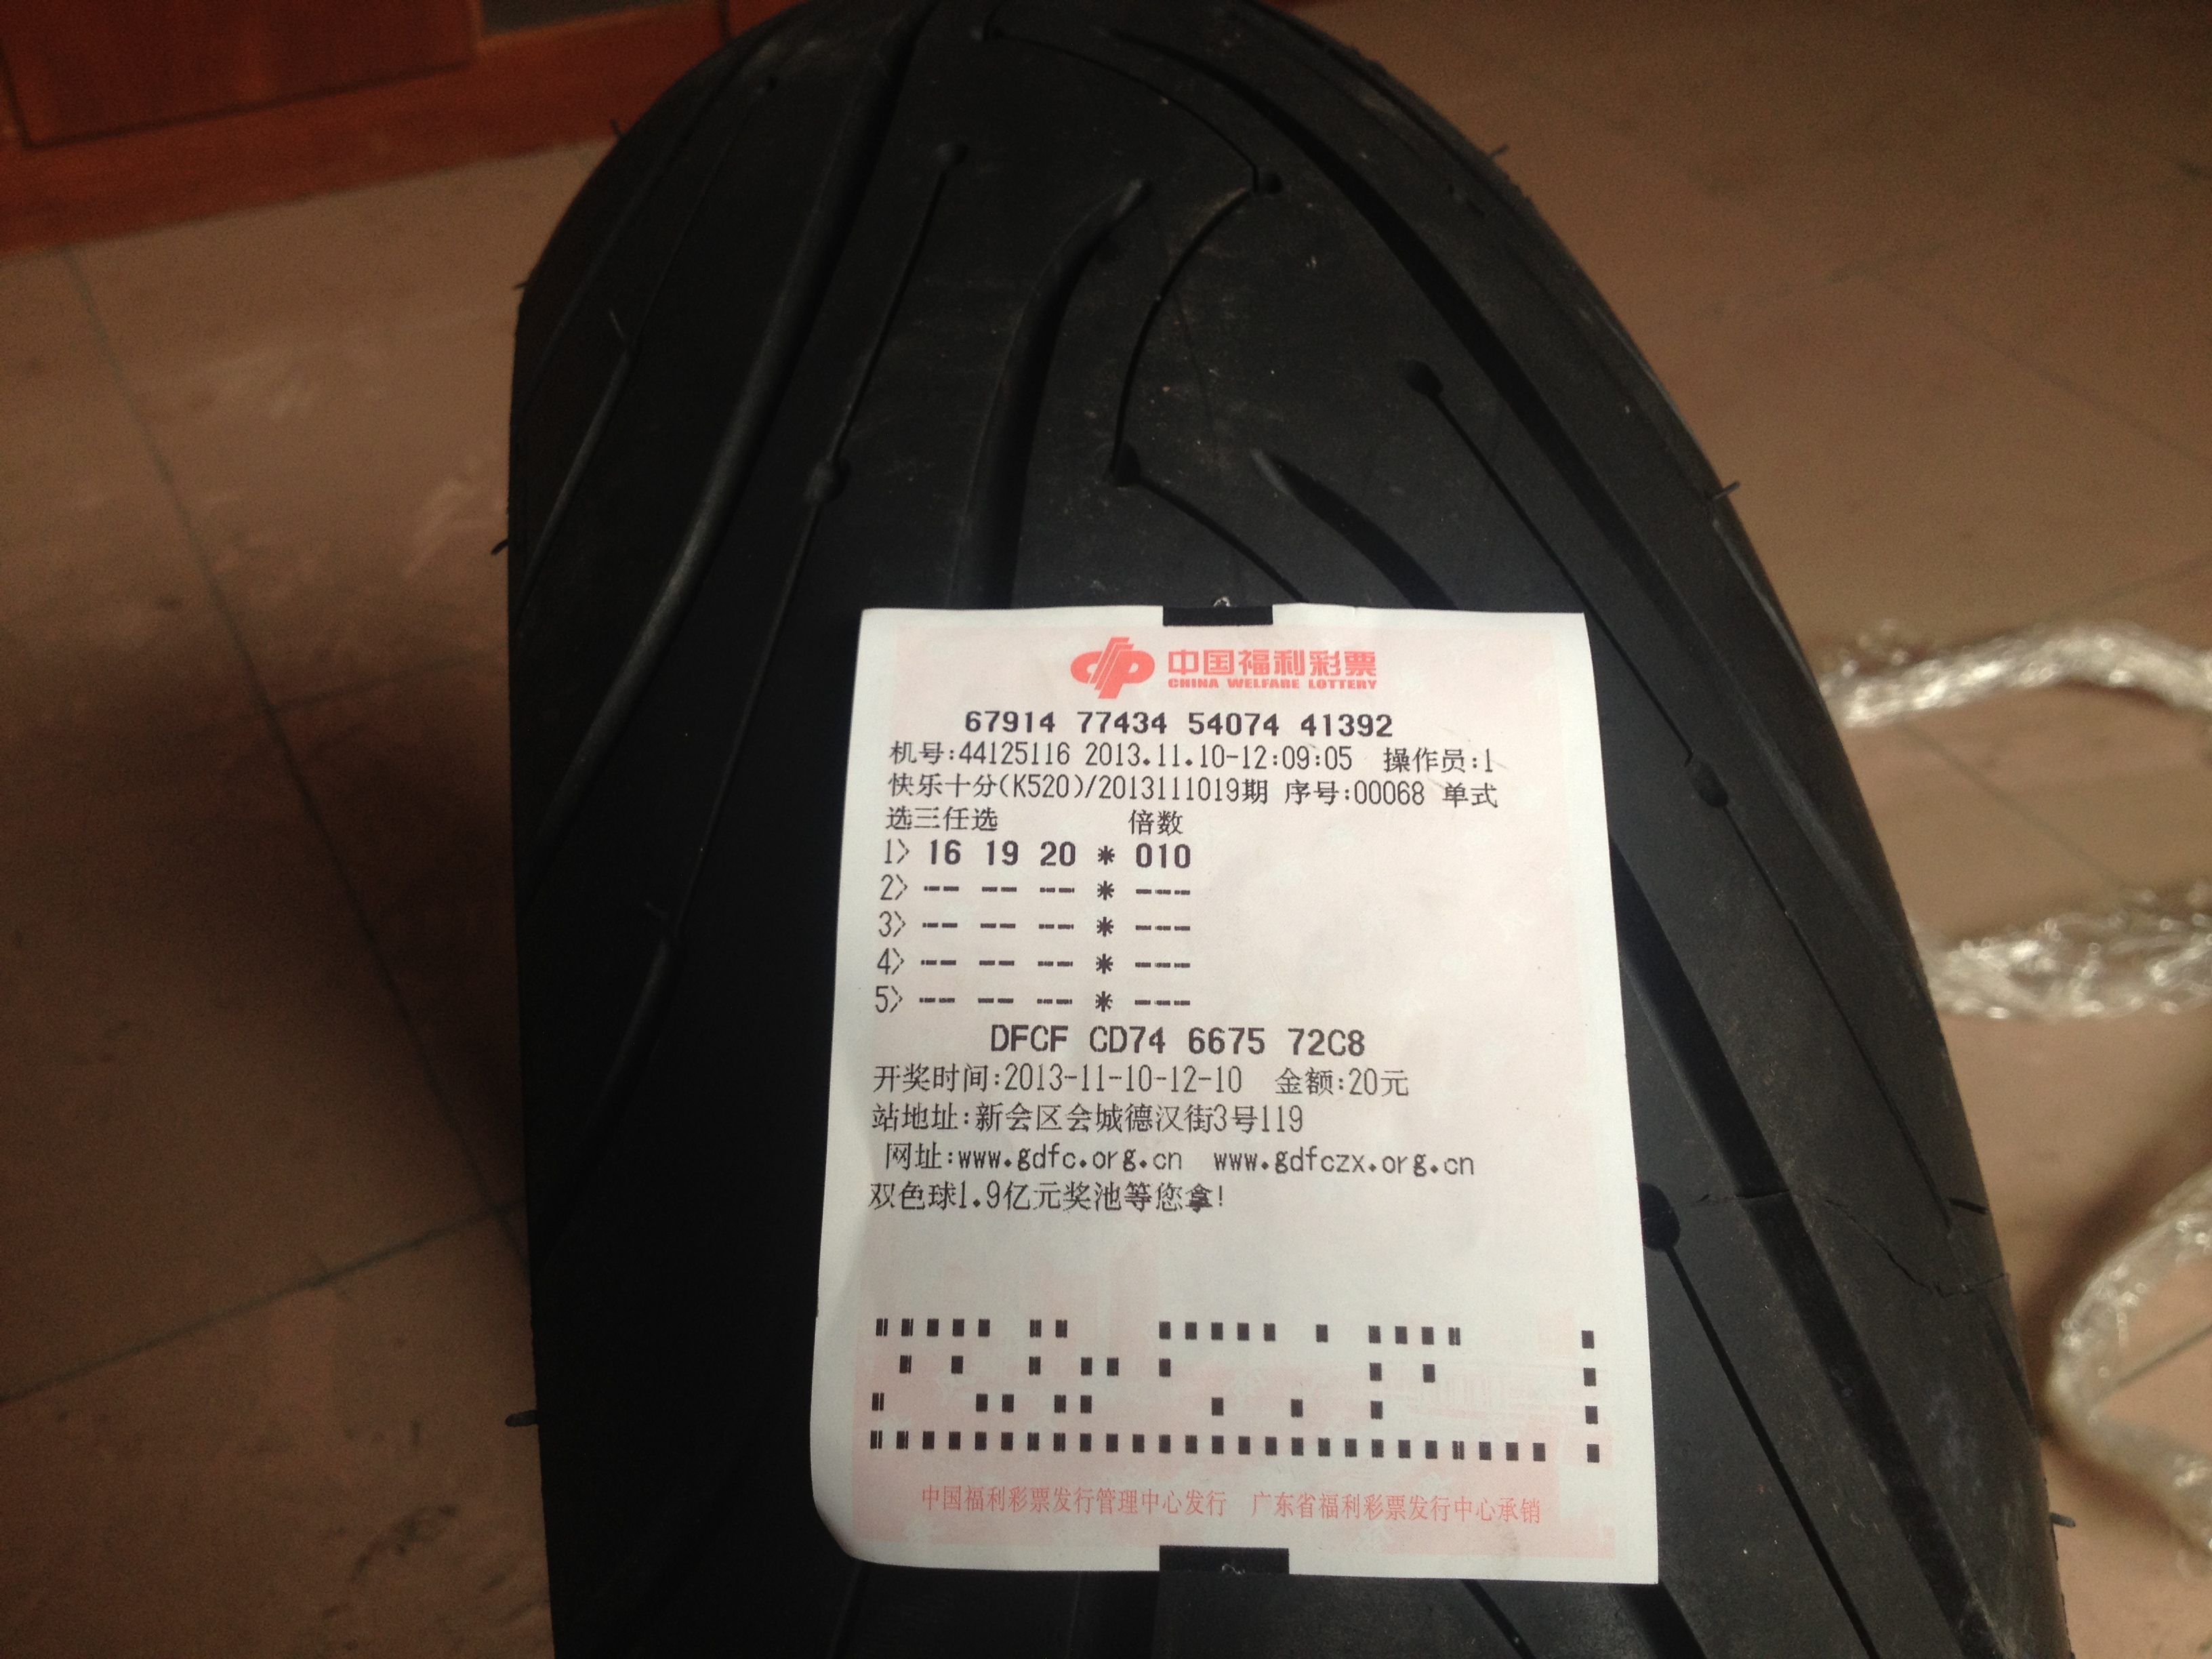 中国福利彩票
CHINA WELFARE LOTTERY
67914 77434 54074 41392
机号:44125116 2013.11.10-12:09:05 操作员:1
快乐十分(K520)/2013111019期 序号:00068 单式
选三任选 倍数
1> 16 19 20 * 010
2> -- -- -- * ---
3> -- -- -- * ---
4> -- -- -- * ---
5> -- -- -- * ---
DFCF CD74 6675 72C8
开奖时间:2013-11-10-12-10 金额:20元
站地址:新会区会城德汉街3号119
网址:www.gdfc.org.cn www.gdfczx.org.cn
双色球1.9亿元奖池等您拿!
中国福利彩票发行管理中心发行 广东省福利彩票发行中心承销